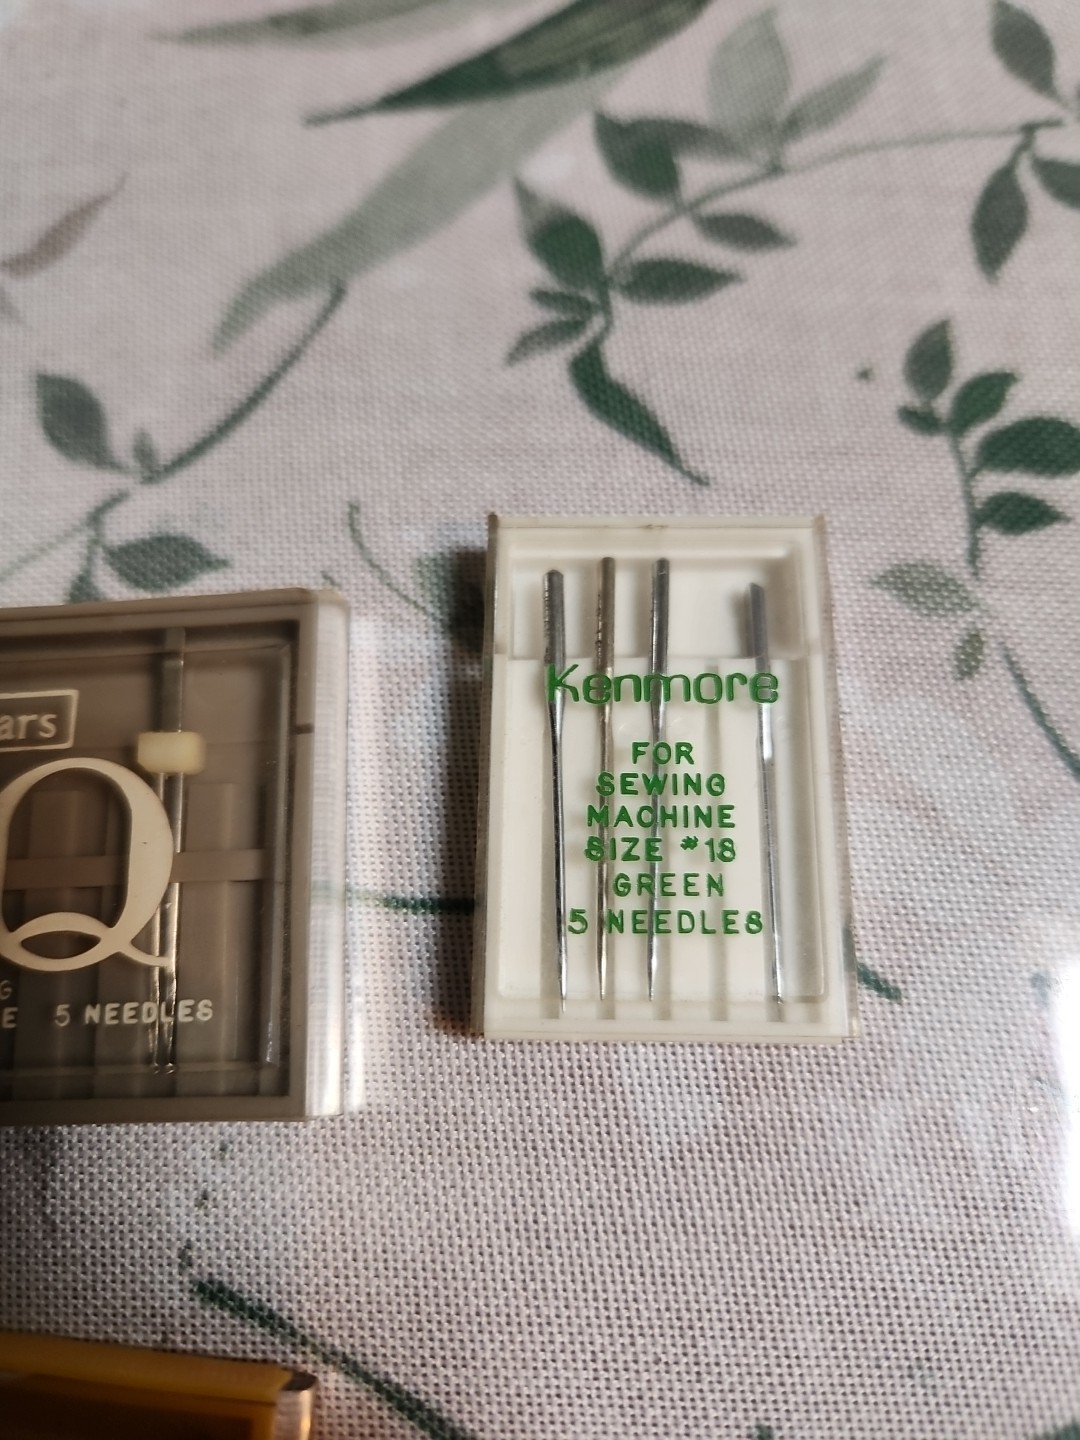 Kenmore
FOR
SEWING
MACHINE
SIZE #18
GREEN
5 NEEDLES
ars
Q
G
E 5 NEEDLES